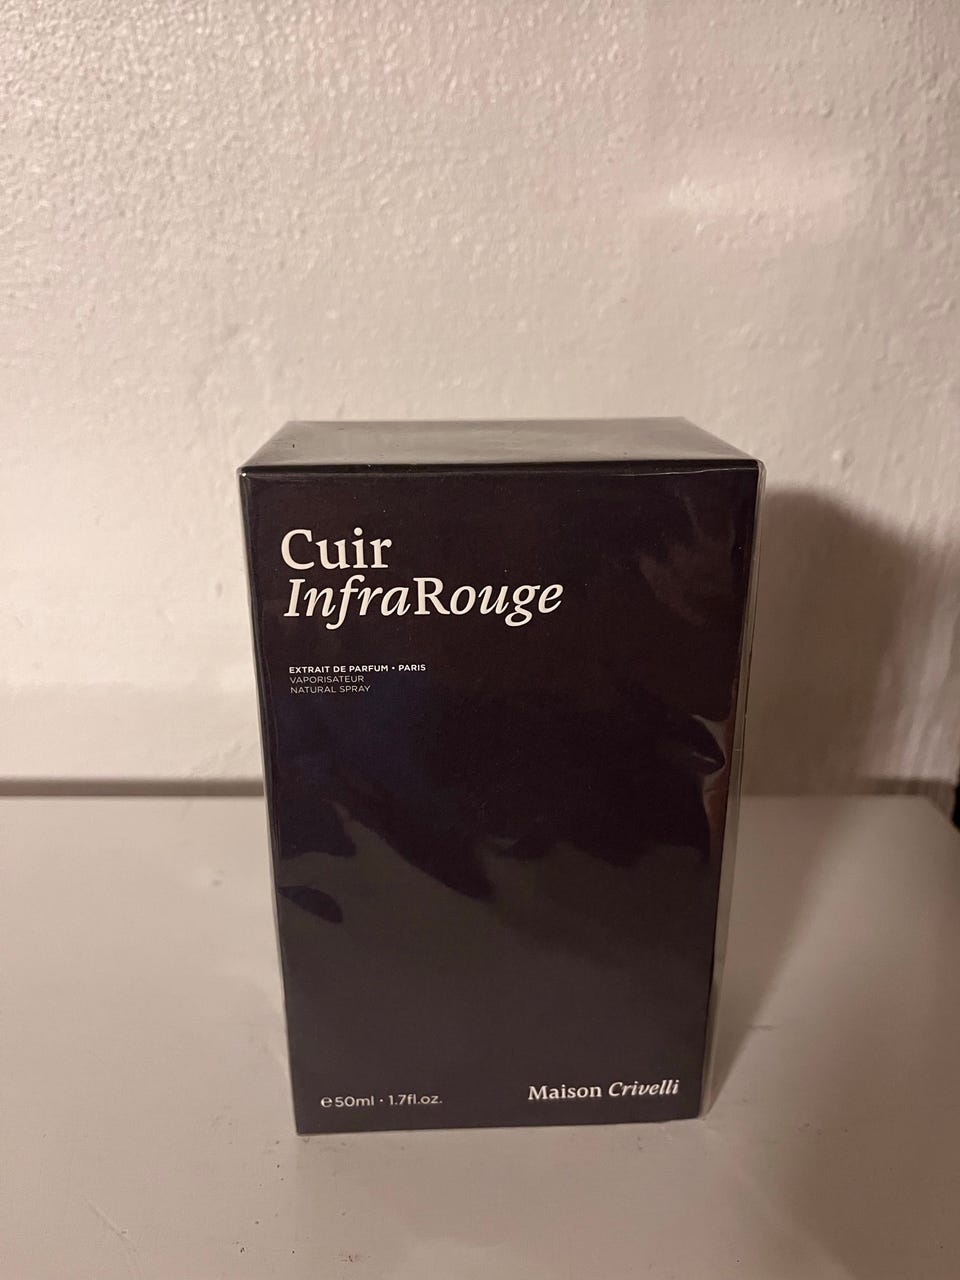 Cuir
InfraRouge
EXTRAIT DE PARFUM • PARIS
VAPORISATEUR
NATURAL SPRAY
℮50ml · 1.7fl.oz.
Maison Crivelli